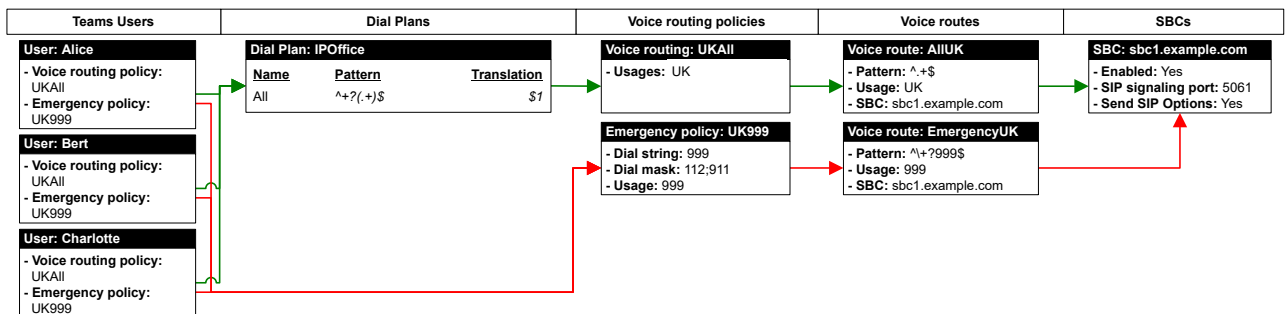 Teams Users
Dial Plans
Voice routing policies
Voice routes
SBCs
User: Alice
- Voice routing policy:
UKAll
- Emergency policy:
UK999
User: Bert
- Voice routing policy:
UKAll
- Emergency policy:
UK999
User: Charlotte
- Voice routing policy:
UKAll
- Emergency policy:
UK999
Dial Plan: IPOffice
Name Pattern Translation
All ^+?(.+)$ $1
Voice routing: UKAll
- Usages: UK
Emergency policy: UK999
- Dial string: 999
- Dial mask: 112;911
- Usage: 999
Voice route: AllUK
- Pattern: ^.+$
- Usage: UK
- SBC: sbc1.example.com
Voice route: EmergencyUK
- Pattern: ^\+?999$
- Usage: 999
- SBC: sbc1.example.com
SBC: sbc1.example.com
- Enabled: Yes
- SIP signaling port: 5061
- Send SIP Options: Yes